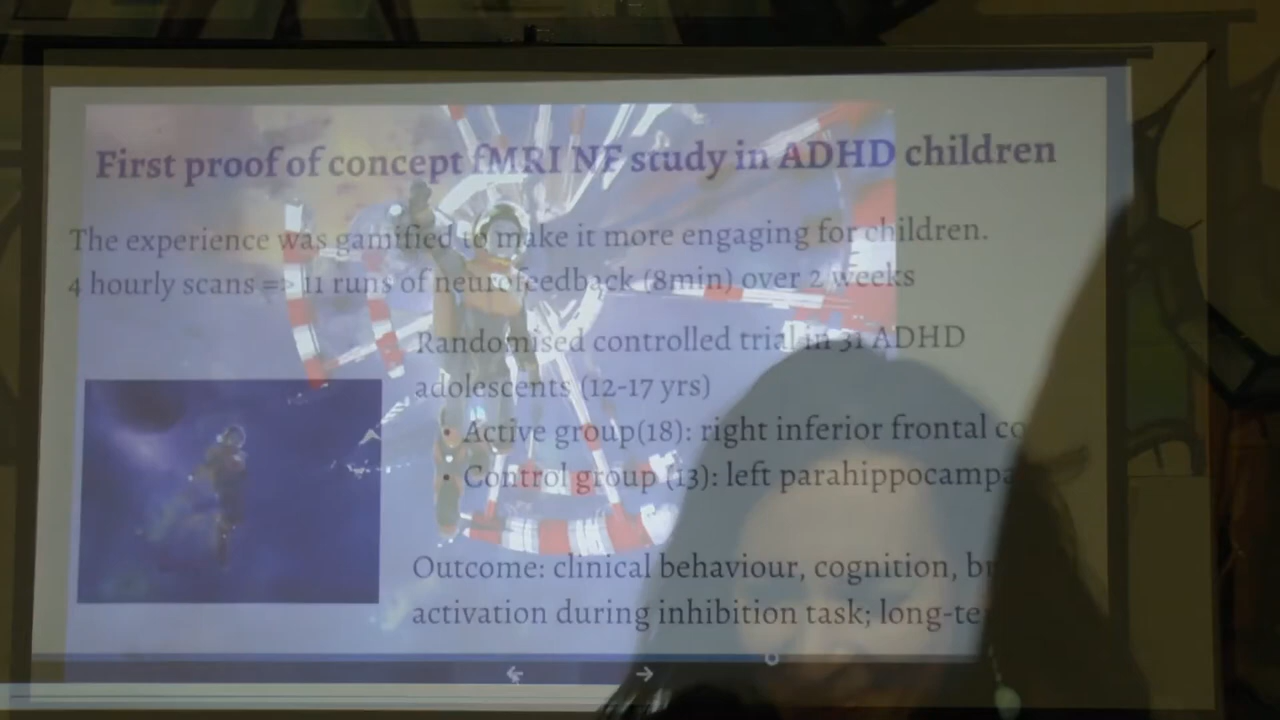 First proof of concept fMRI NF study in ADHD children
The experience was gamified to make it more engaging for children.
4 hourly scans => 11 runs of neurofeedback (8min) over 2 weeks
Randomised controlled trial in 31 ADHD
adolescents (12-17 yrs)
• Active group(18): right inferior frontal
• Control group (13): left
Outcome: clinical behaviour, cognition,
activation during inhibition task;